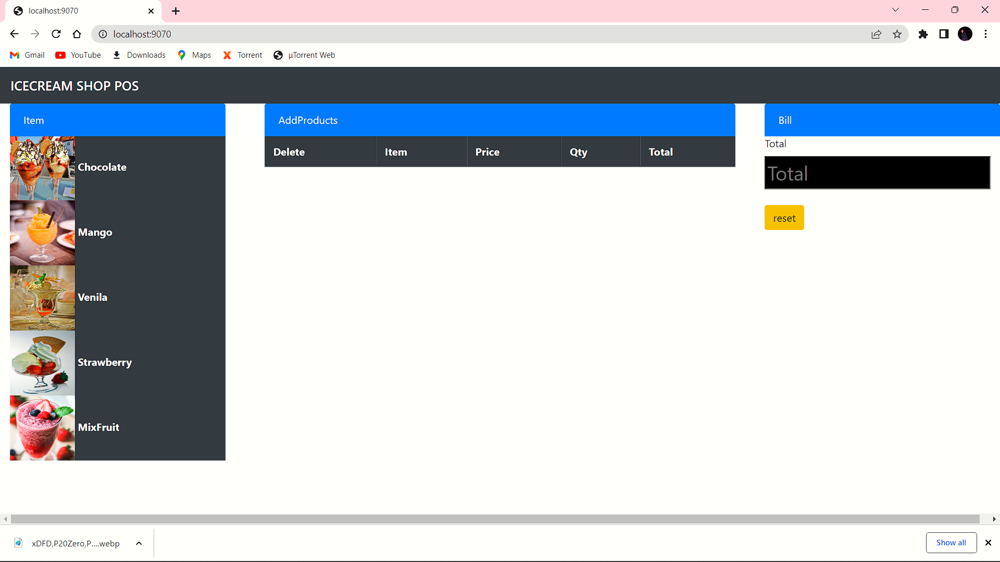 localhost:9070
localhost:9070
Gmail YouTube Downloads Maps Torrent µTorrent Web
ICECREAM SHOP POS
Item
Chocolate
Mango
Venila
Strawberry
MixFruit
AddProducts
Delete Item Price Qty Total
Bill
Total
Total
reset
xDFD,P20Zero,P....webp
Show all